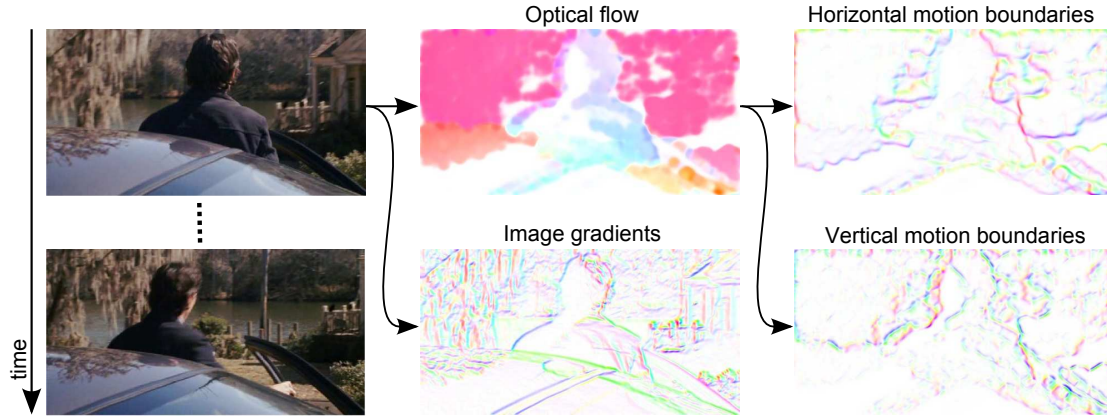 Optical flow
Horizontal motion boundaries
Image gradients
Vertical motion boundaries
time